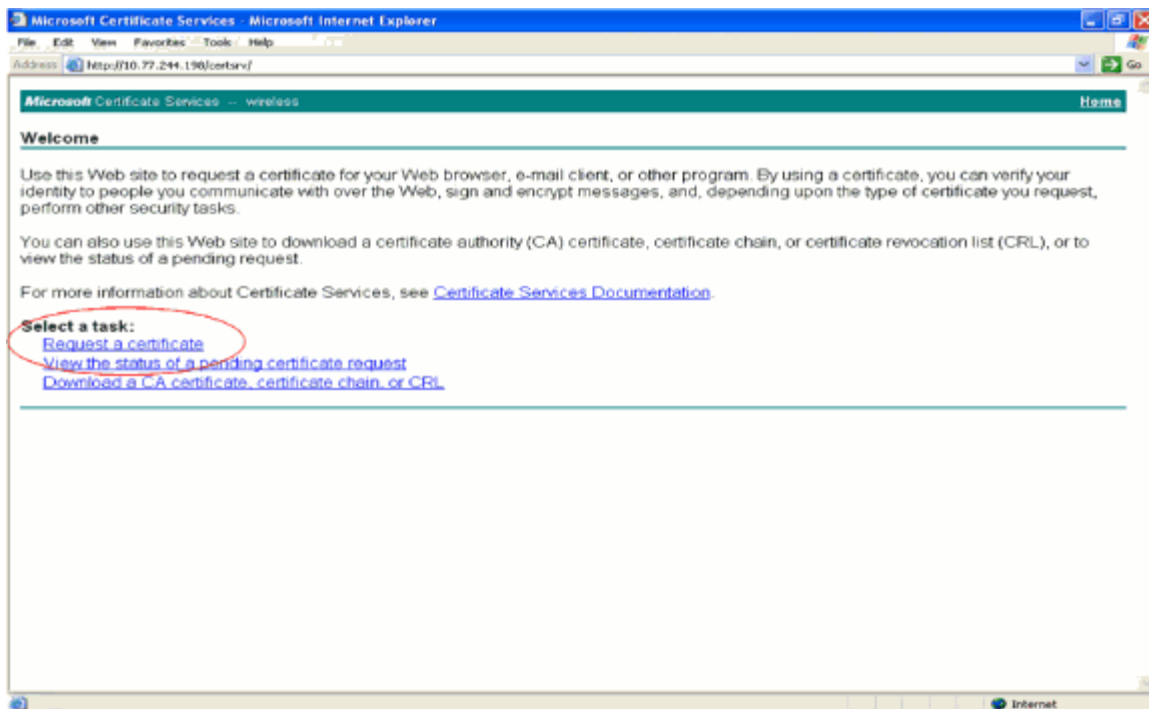 Microsoft Certificate Services - Microsoft Internet Explorer
File Edit View Favorites Tools Help
Address http://10.77.244.198/certsrv/ Go
Microsoft Certificate Services -- wireless Home
Welcome
Use this Web site to request a certificate for your Web browser, e-mail client, or other program. By using a certificate, you can verify your
identity to people you communicate with over the Web, sign and encrypt messages, and, depending upon the type of certificate you request,
perform other security tasks.
You can also use this Web site to download a certificate authority (CA) certificate, certificate chain, or certificate revocation list (CRL), or to
view the status of a pending request.
For more information about Certificate Services, see Certificate Services Documentation.
Select a task:
Request a certificate
View the status of a pending certificate request
Download a CA certificate, certificate chain, or CRL
Internet